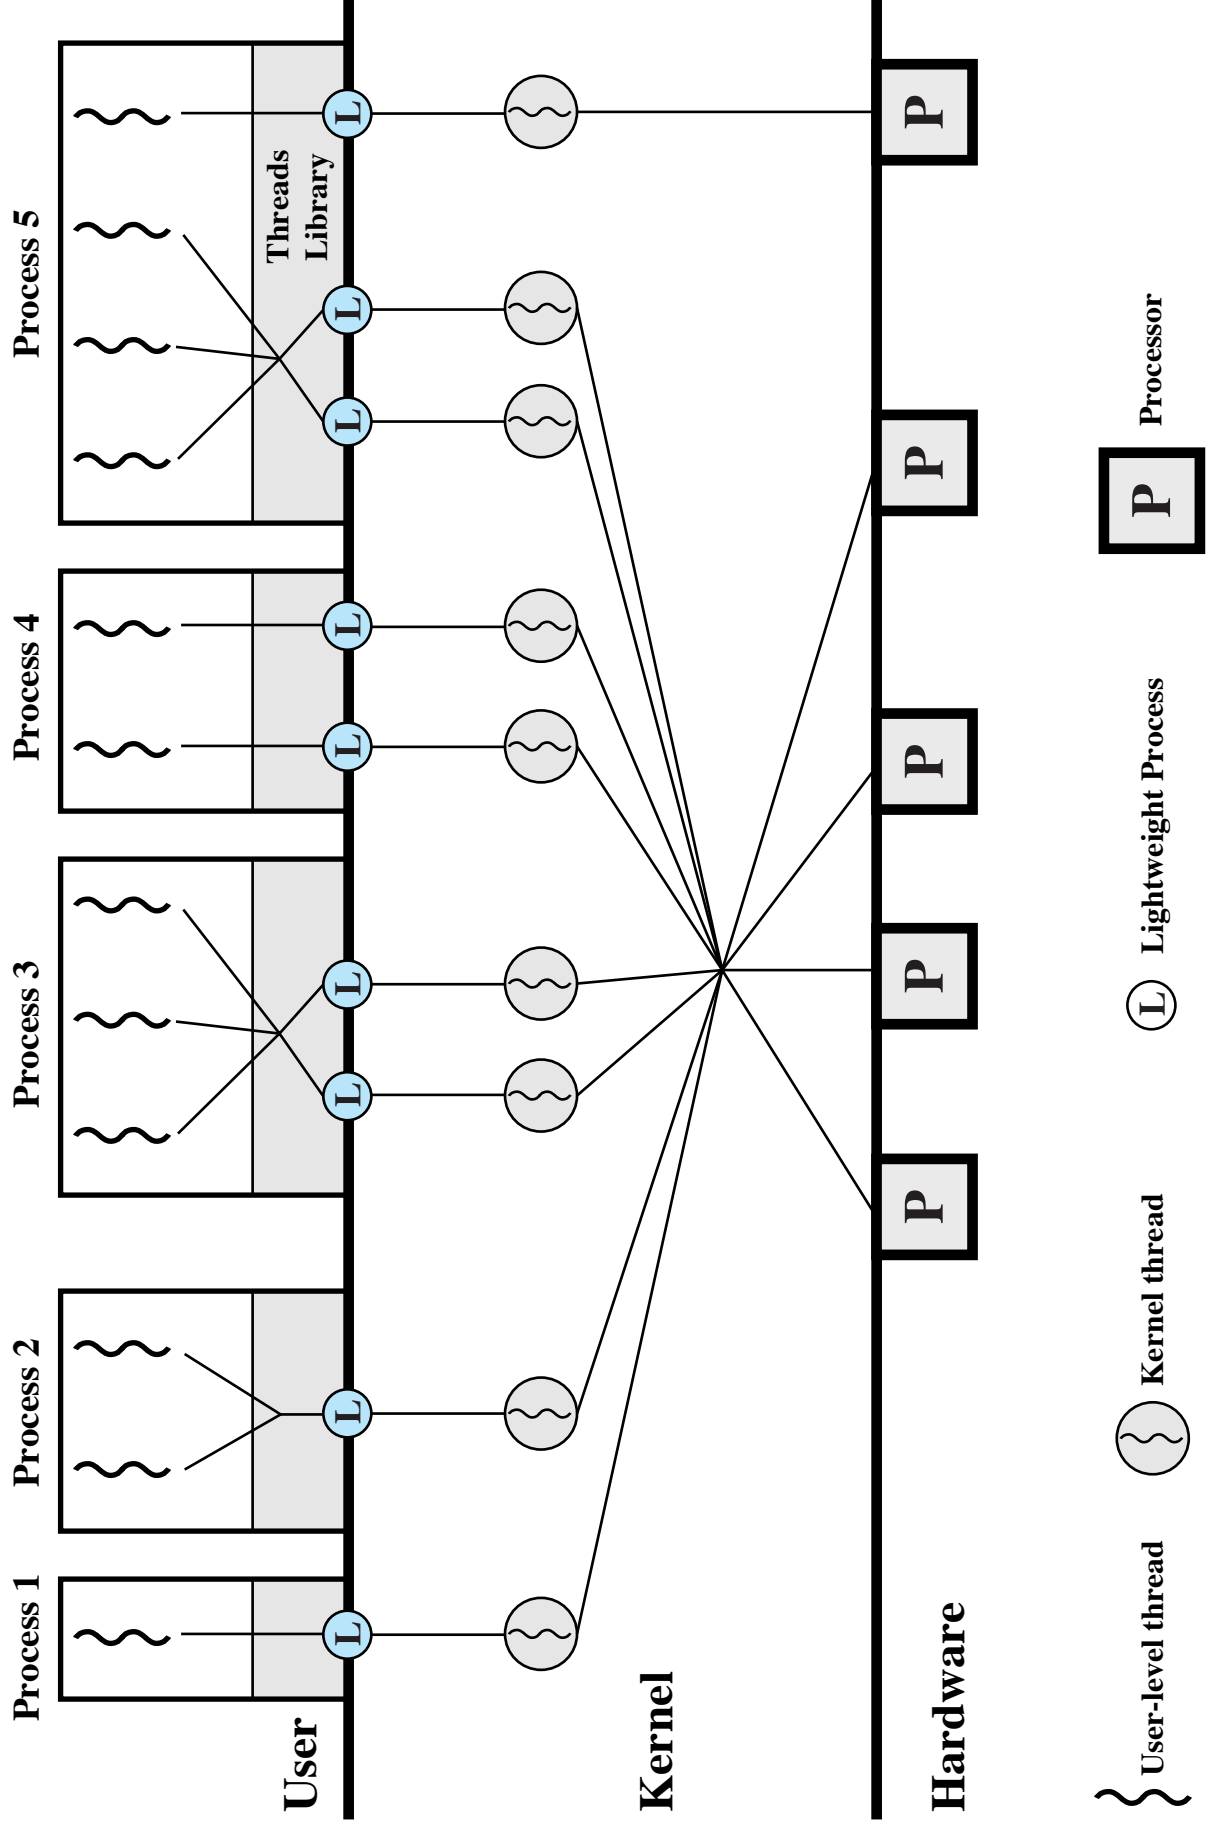 Process 1
Process 2
Process 3
Process 4
Process 5
Threads
Library
L
L
L
L
L
L
L
L
L
User
Kernel
P
P
P
P
P
Hardware
User-level thread
Kernel thread
L
Lightweight Process
P
Processor